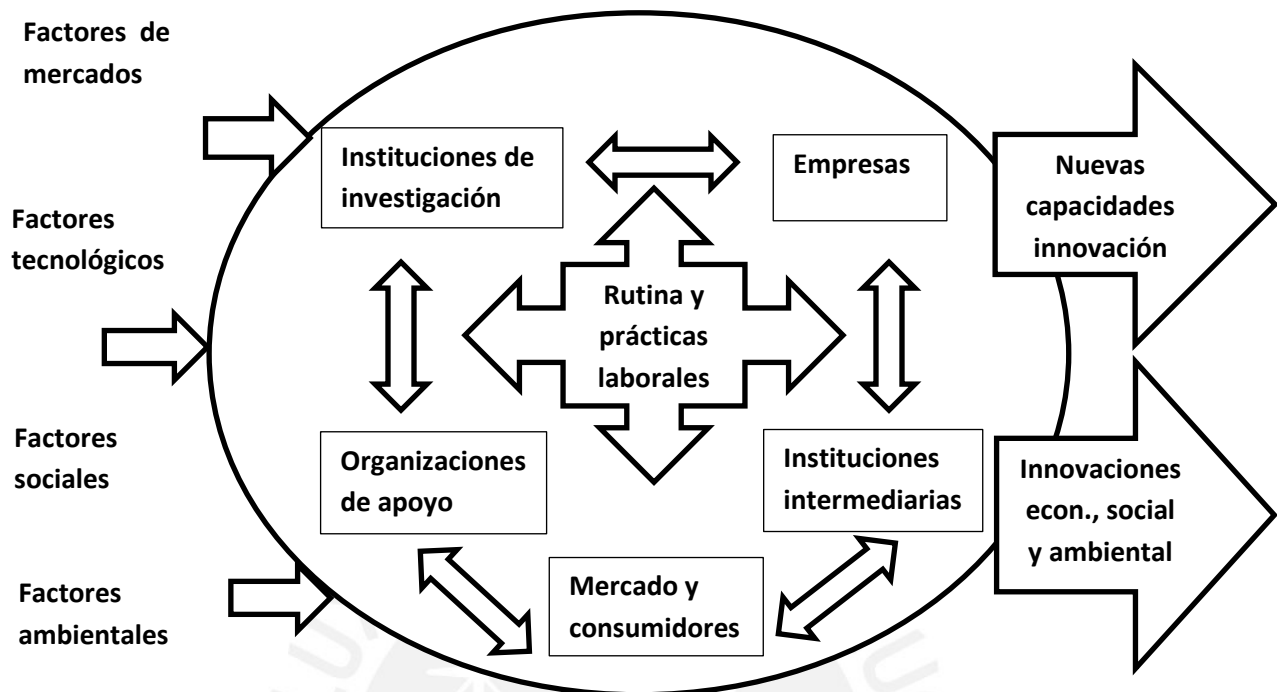 Factores de
mercados
Instituciones de
investigación
Empresas
Nuevas
capacidades
innovación
Factores
tecnológicos
Rutina y
prácticas
laborales
Factores
sociales
Organizaciones
de apoyo
Instituciones
intermediarias
Innovaciones
econ., social
y ambiental
Factores
ambientales
Mercado y
consumidores